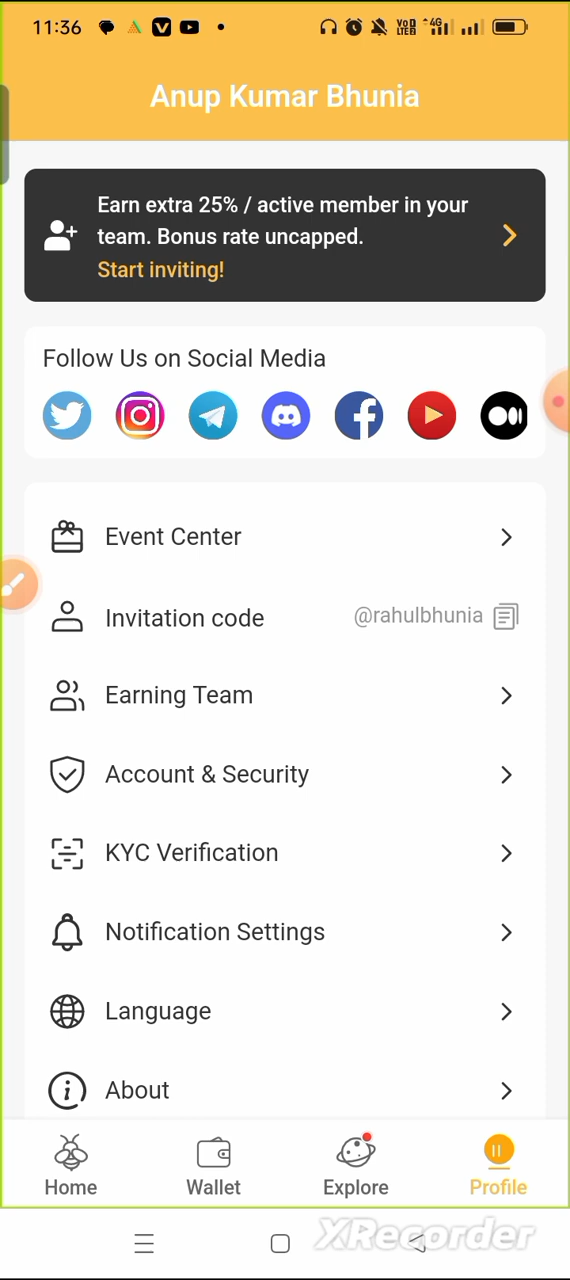 11:36
Anup Kumar Bhunia
Earn extra 25% / active member in your
team. Bonus rate uncapped.
Start inviting!
Follow Us on Social Media
Event Center
Invitation code @rahulbhunia
Earning Team
Account & Security
KYC Verification
Notification Settings
Language
About
Home Wallet Explore Profile
XRecorder